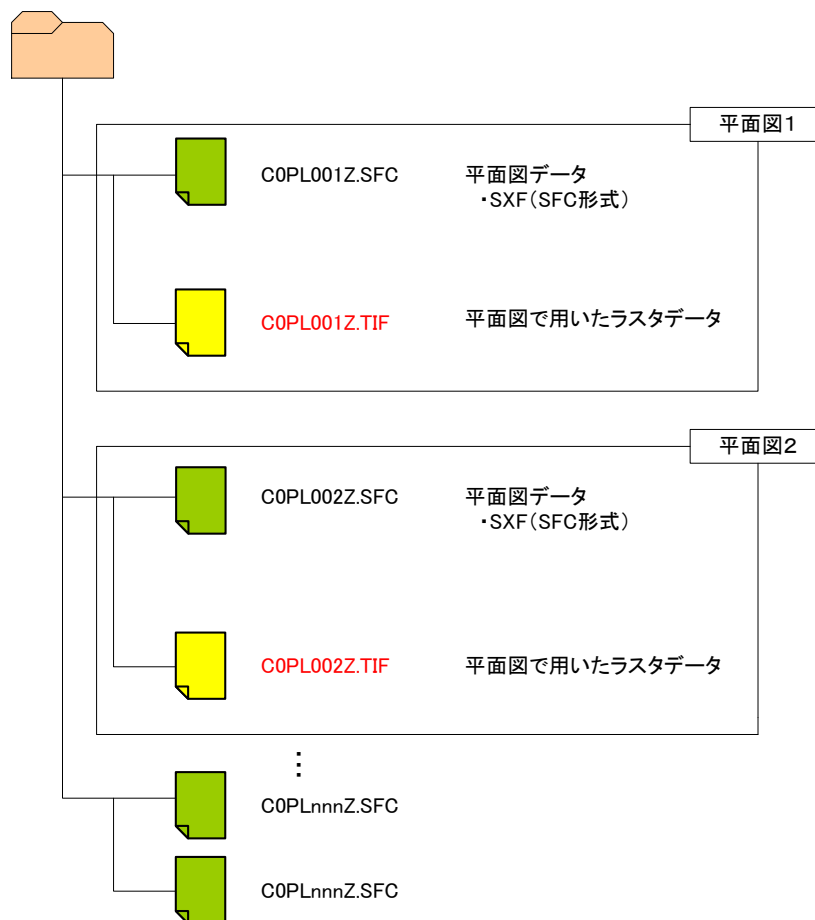 平面図1
C0PL001Z.SFC
平面図データ
・SXF(SFC形式)
C0PL001Z.TIF
平面図で用いたラスタデータ
平面図2
C0PL002Z.SFC
平面図データ
・SXF(SFC形式)
C0PL002Z.TIF
平面図で用いたラスタデータ
⋮
C0PLnnnZ.SFC
C0PLnnnZ.SFC